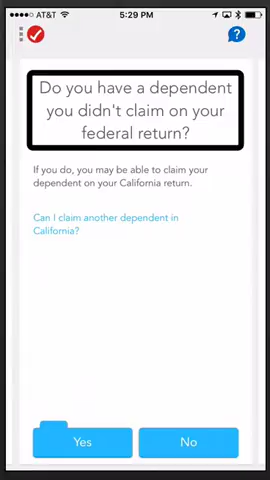 AT&T 5:29 PM
Do you have a dependent
you didn't claim on your
federal return?
If you do, you may be able to claim your
dependent on your California return.
Can I claim another dependent in
California?
Yes No